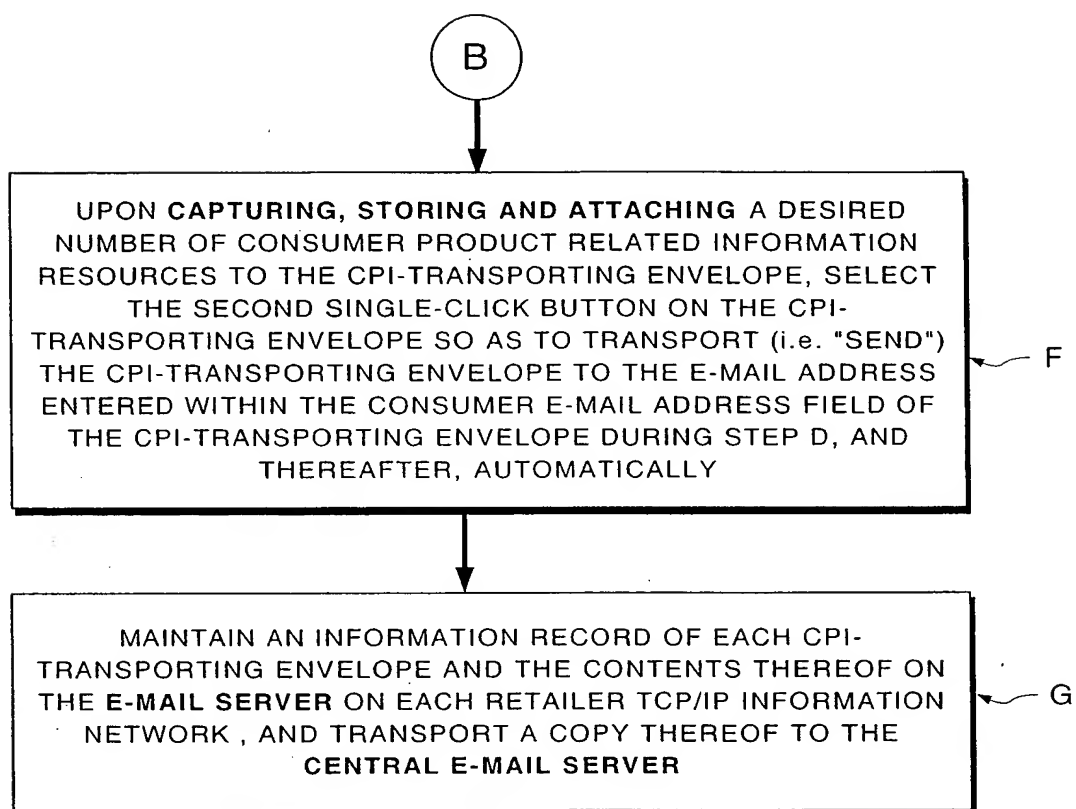 B
UPON CAPTURING, STORING AND ATTACHING A DESIRED
NUMBER OF CONSUMER PRODUCT RELATED INFORMATION
RESOURCES TO THE CPI-TRANSPORTING ENVELOPE, SELECT
THE SECOND SINGLE-CLICK BUTTON ON THE CPI-
TRANSPORTING ENVELOPE SO AS TO TRANSPORT (i.e. "SEND")
THE CPI-TRANSPORTING ENVELOPE TO THE E-MAIL ADDRESS
ENTERED WITHIN THE CONSUMER E-MAIL ADDRESS FIELD OF
THE CPI-TRANSPORTING ENVELOPE DURING STEP D, AND
THEREAFTER, AUTOMATICALLY
F
MAINTAIN AN INFORMATION RECORD OF EACH CPI-
TRANSPORTING ENVELOPE AND THE CONTENTS THEREOF ON
THE E-MAIL SERVER ON EACH RETAILER TCP/IP INFORMATION
NETWORK , AND TRANSPORT A COPY THEREOF TO THE
CENTRAL E-MAIL SERVER
G